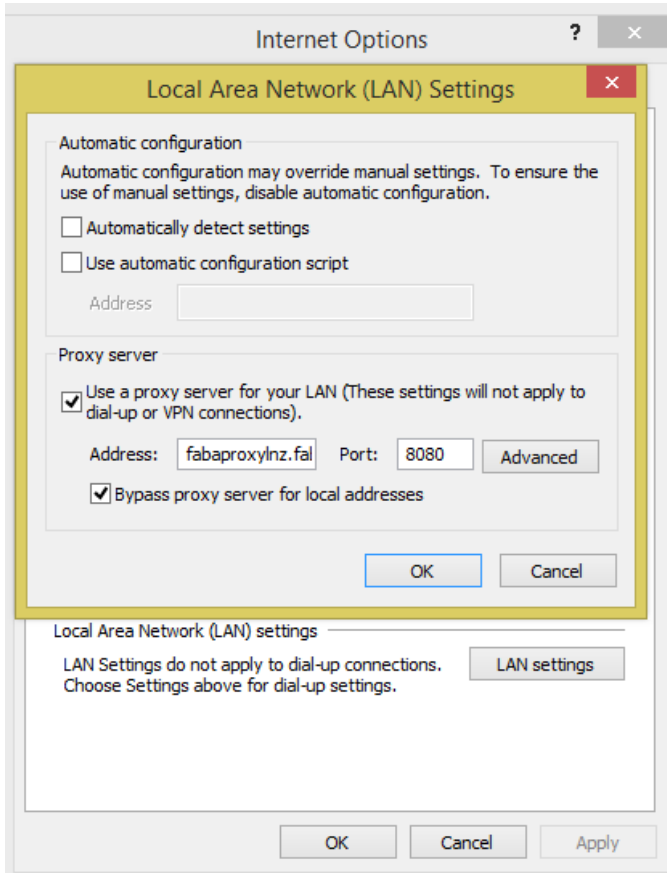 Internet Options
?
Local Area Network (LAN) Settings
Automatic configuration
Automatic configuration may override manual settings. To ensure the
use of manual settings, disable automatic configuration.
Automatically detect settings
Use automatic configuration script
Address
Proxy server
Use a proxy server for your LAN (These settings will not apply to
dial-up or VPN connections).
Address: fabaproxylnz.fal Port: 8080 Advanced
Bypass proxy server for local addresses
OK Cancel
Local Area Network (LAN) settings
LAN Settings do not apply to dial-up connections. LAN settings
Choose Settings above for dial-up settings.
OK Cancel Apply